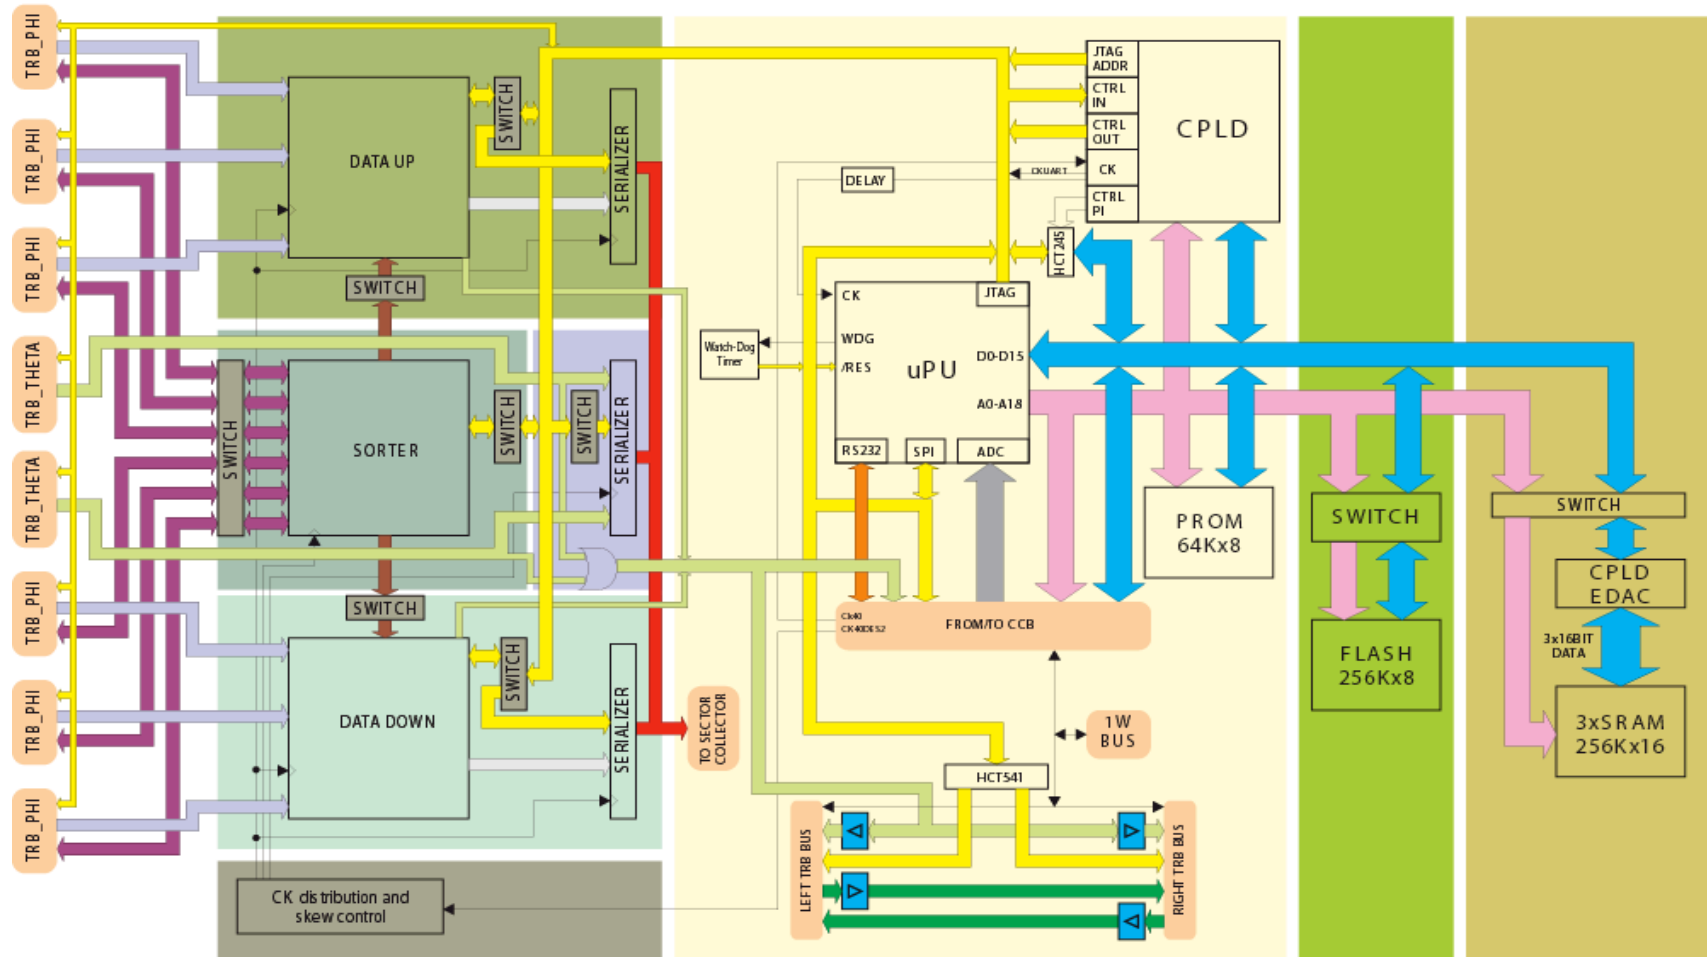 TRB_PHI
TRB_PHI
TRB_PHI
TRB_THETA
TRB_THETA
TRB_PHI
TRB_PHI
TRB_PHI
DATA UP
SWITCH
SERIALIZER
SWITCH
SWITCH
SORTER
SWITCH
SWITCH
SERIALIZER
SWITCH
DATA DOWN
SWITCH
SERIALIZER
TO SECTOR
COLLECTOR
CK distribution and
skew control
JTAG
ADDR
CTRL
IN
CTRL
OUT
CK
CTRL
PI
CPLD
CKUART
DELAY
HCT245
CK
JTAG
WDG
/RES
uPU
D0-D15
A0-A18
RS232
SPI
ADC
Watch-Dog
Timer
PROM
64Kx8
Ck40
CK40DES2
FROM/TO CCB
1W
BUS
HCT541
LEFT TRB BUS
RIGHT TRB BUS
SWITCH
FLASH
256Kx8
SWITCH
CPLD
EDAC
3x16BIT
DATA
3xSRAM
256Kx16